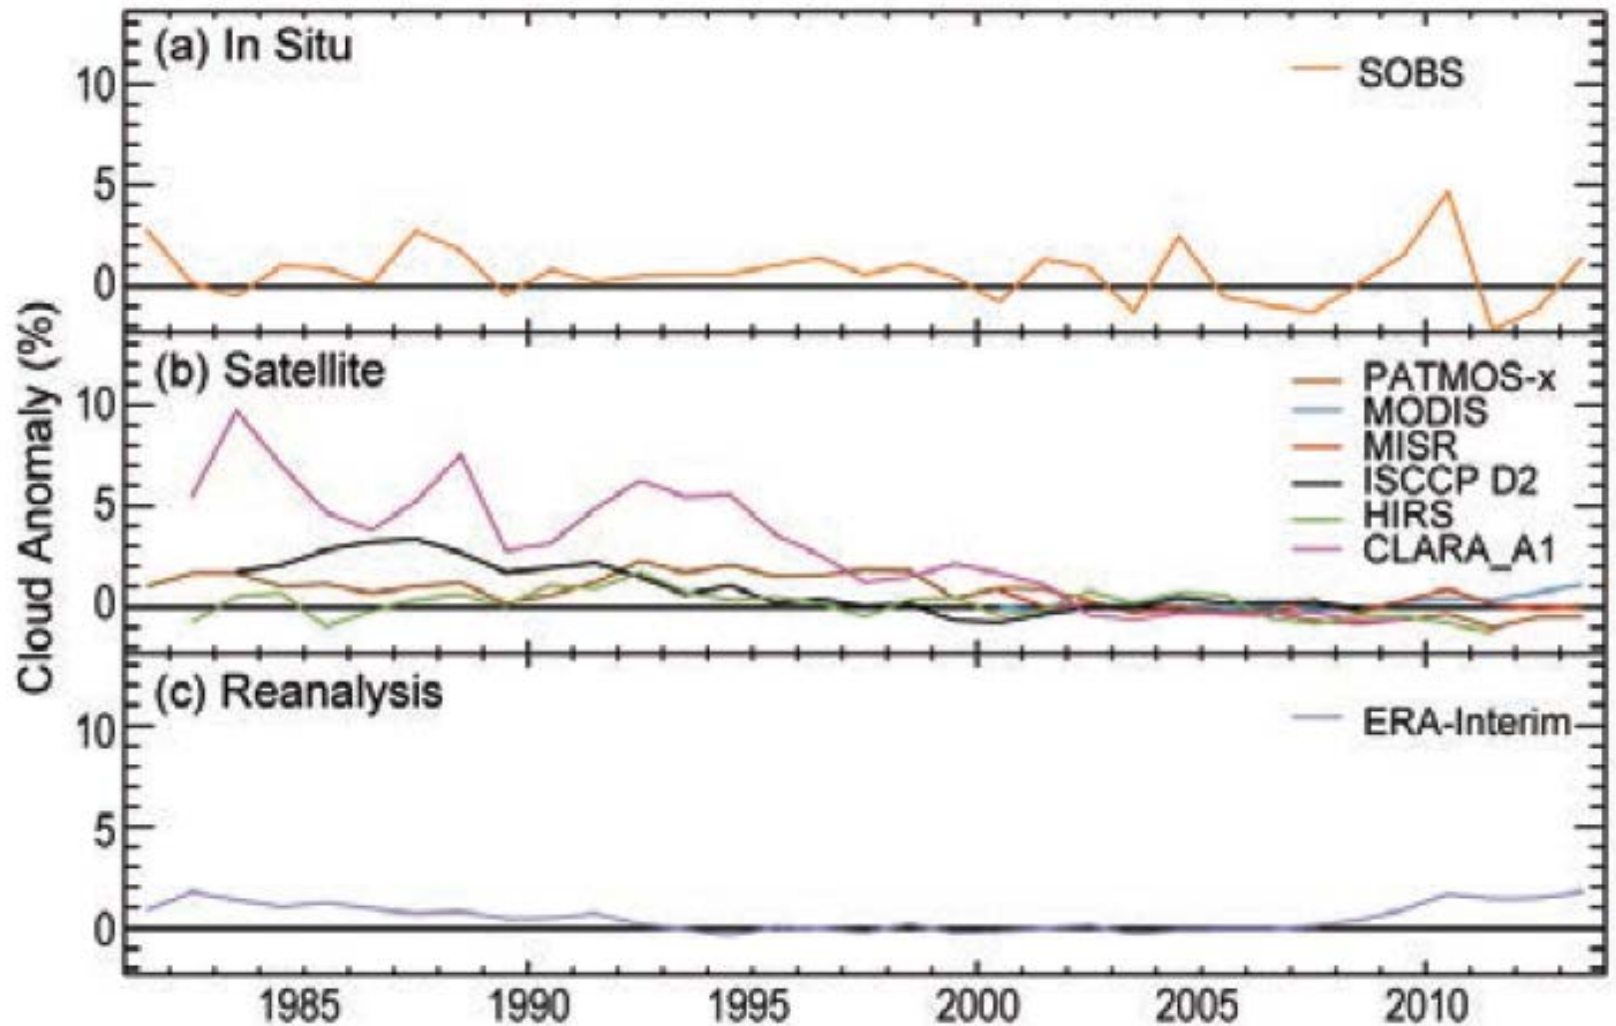 (a) In Situ
SOBS
10
5
0
Cloud Anomaly (%)
(b) Satellite
PATMOS-x
MODIS
MISR
ISCCP D2
HIRS
CLARA_A1
10
5
0
(c) Reanalysis
ERA-Interim
10
5
0
1985 1990 1995 2000 2005 2010